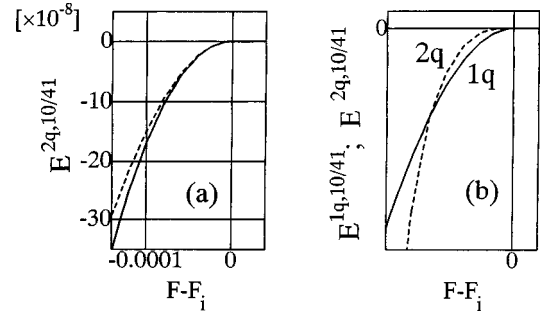 [×10⁻⁸]
0
-10
-20
-30
E^{2q,10/41}
(a)
-0.0001
0
F-F_i
0
2q
1q
E^{1q,10/41}; E^{2q,10/41}
(b)
0
F-F_i